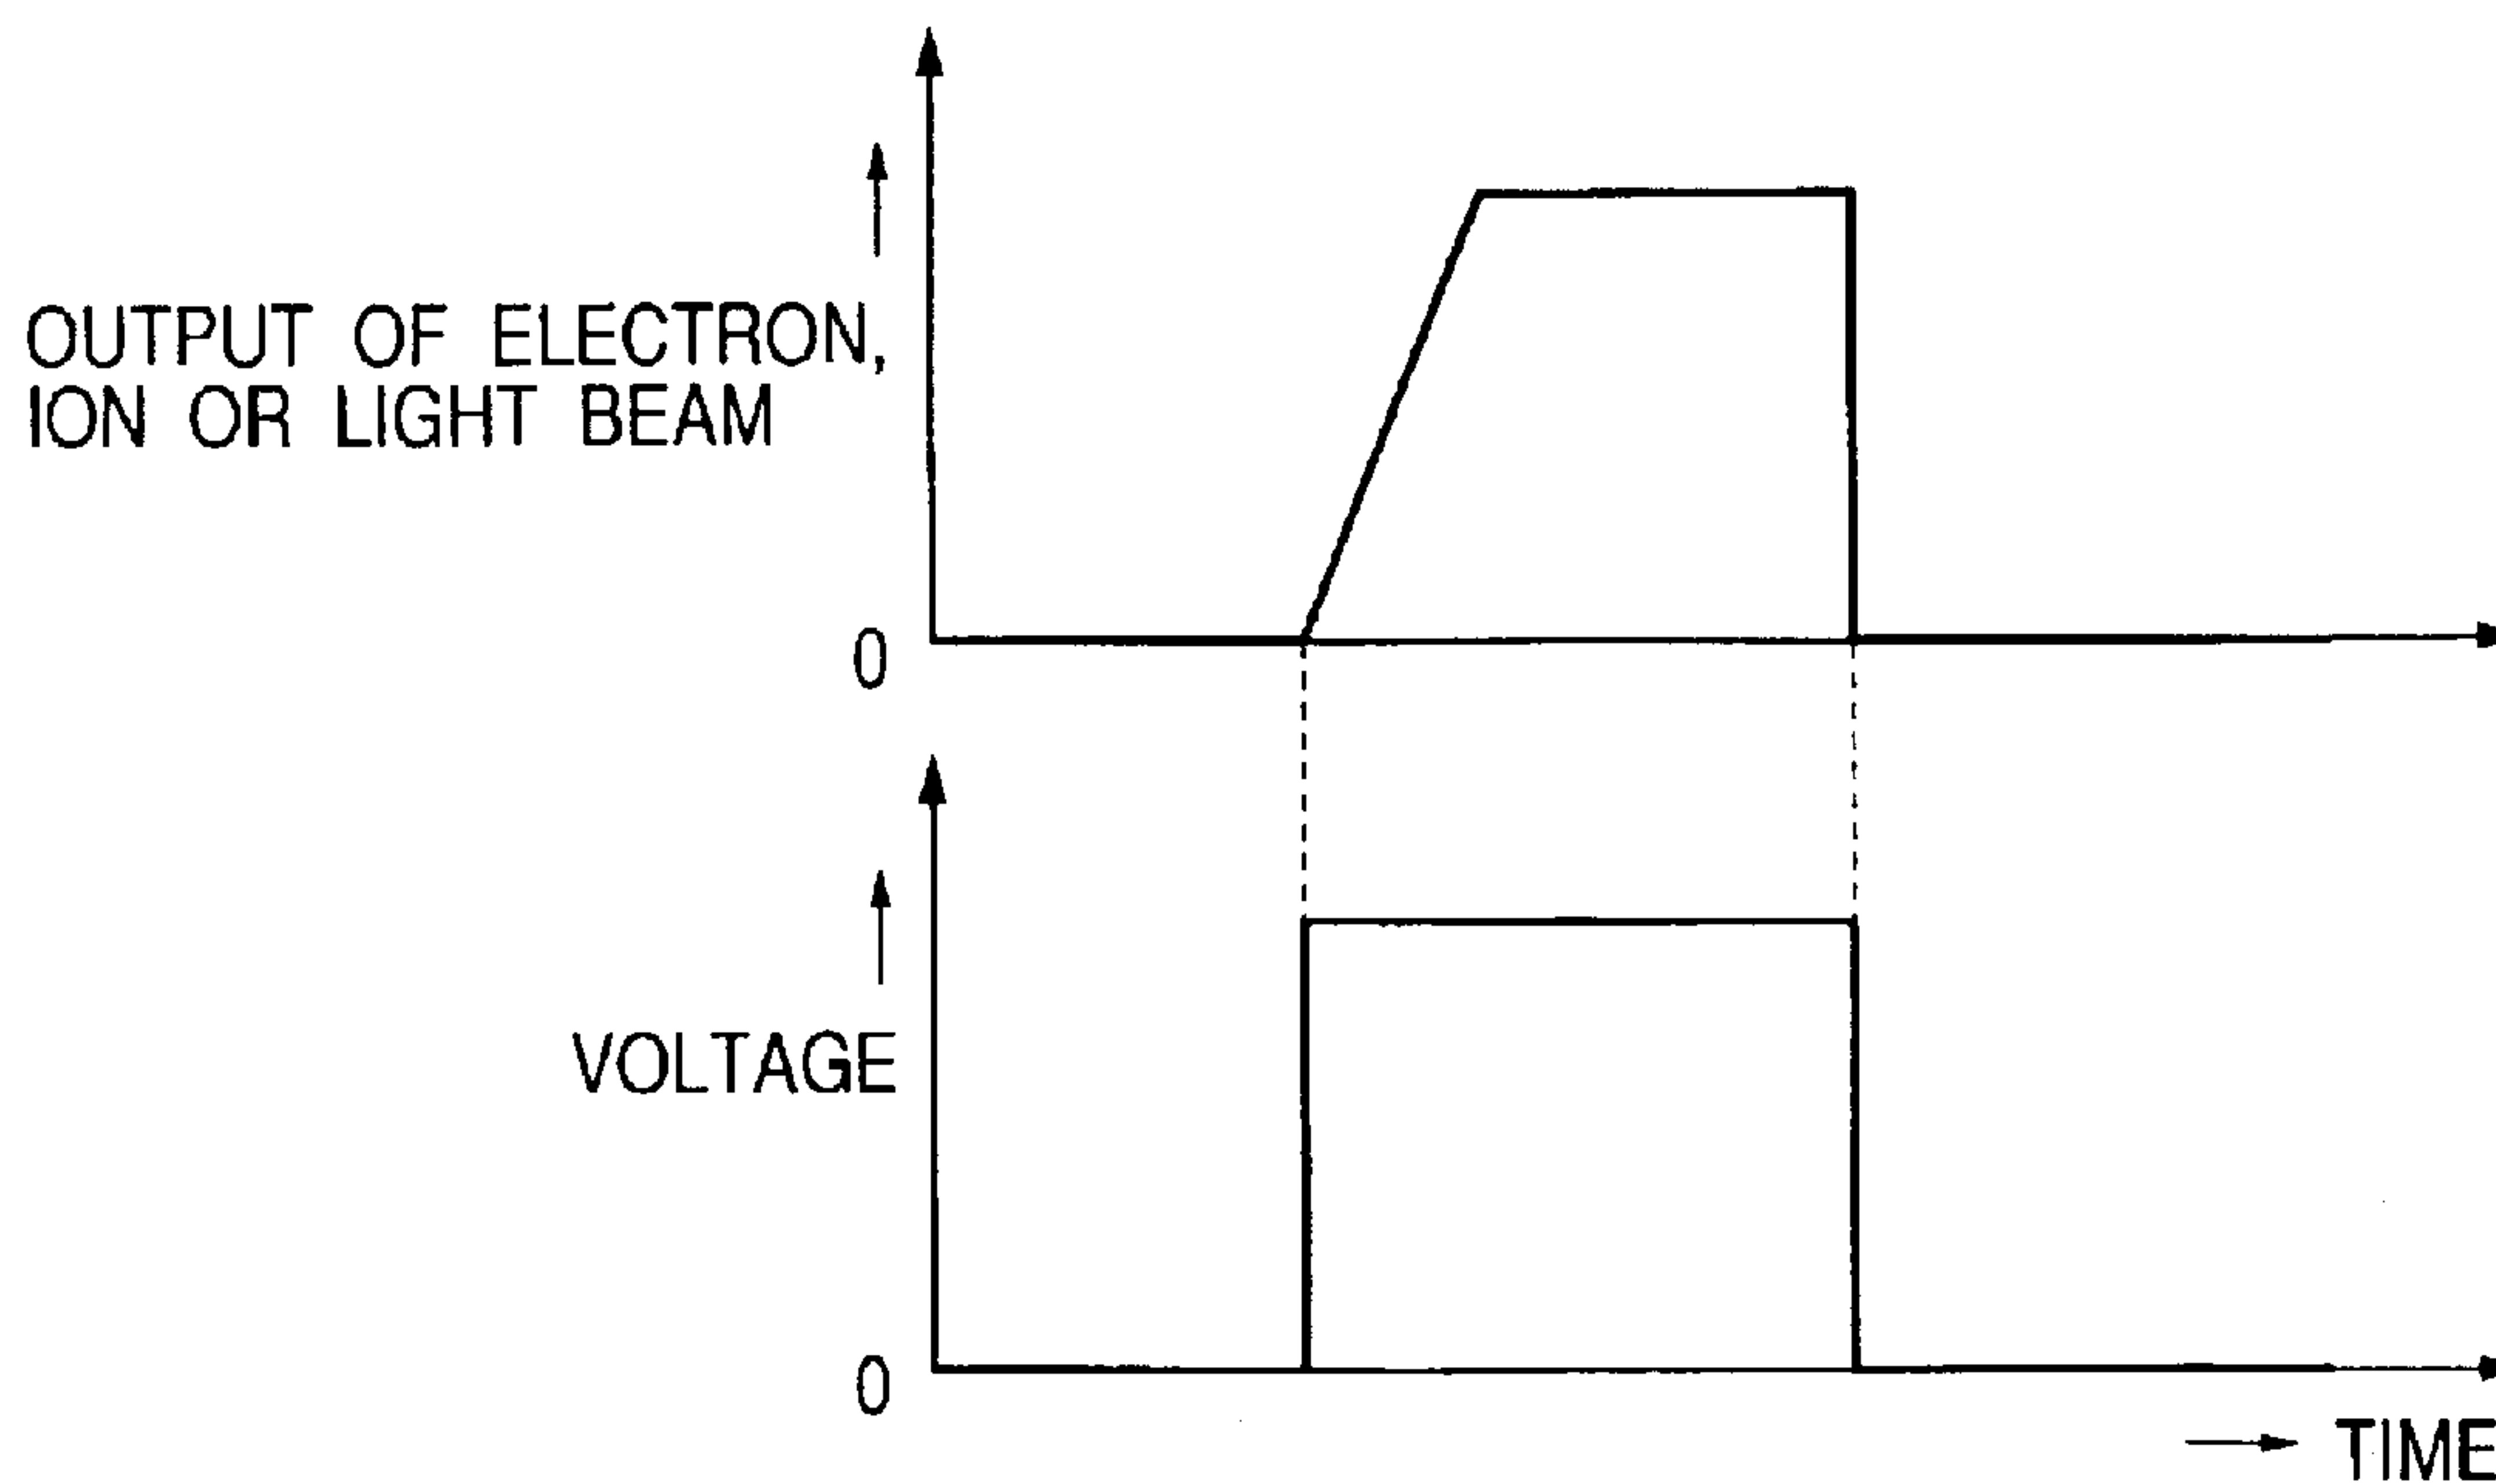 OUTPUT OF ELECTRON,
ION OR LIGHT BEAM
0
VOLTAGE
0
TIME